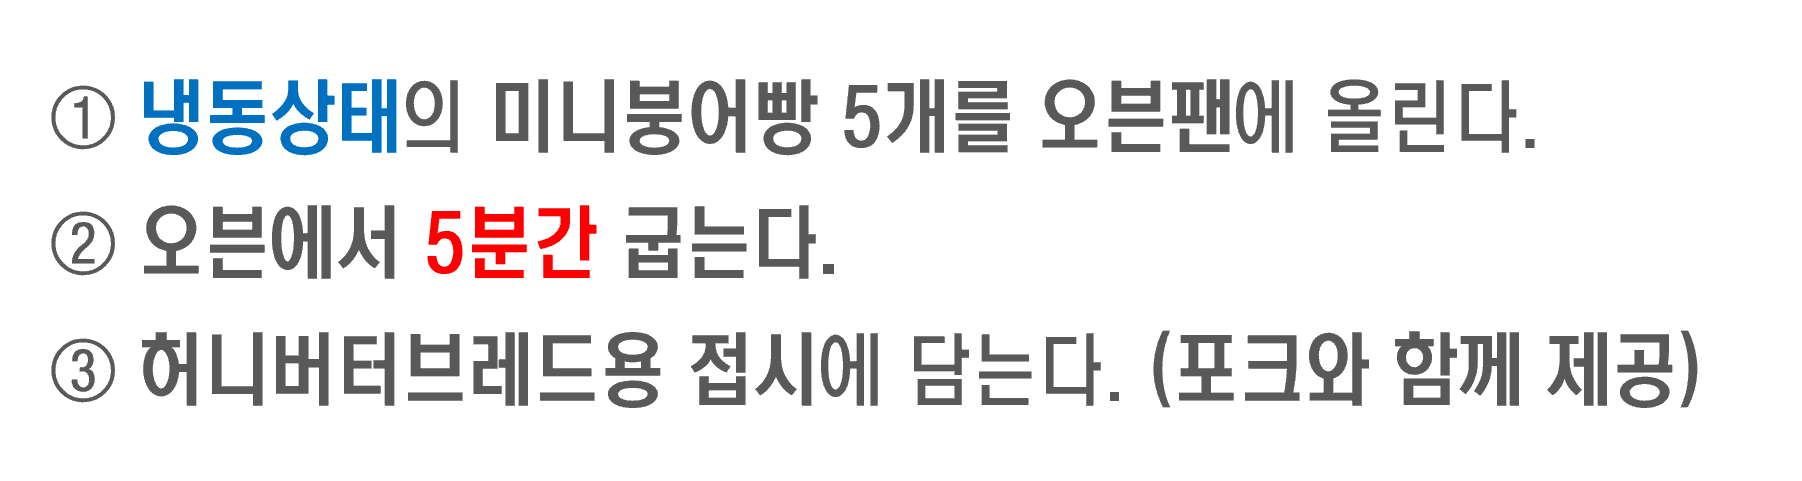 ① 냉동상태의 미니붕어빵 5개를 오븐팬에 올린다.
② 오븐에서 5분간 굽는다.
③ 허니버터브레드용 접시에 담는다. (포크와 함께 제공)